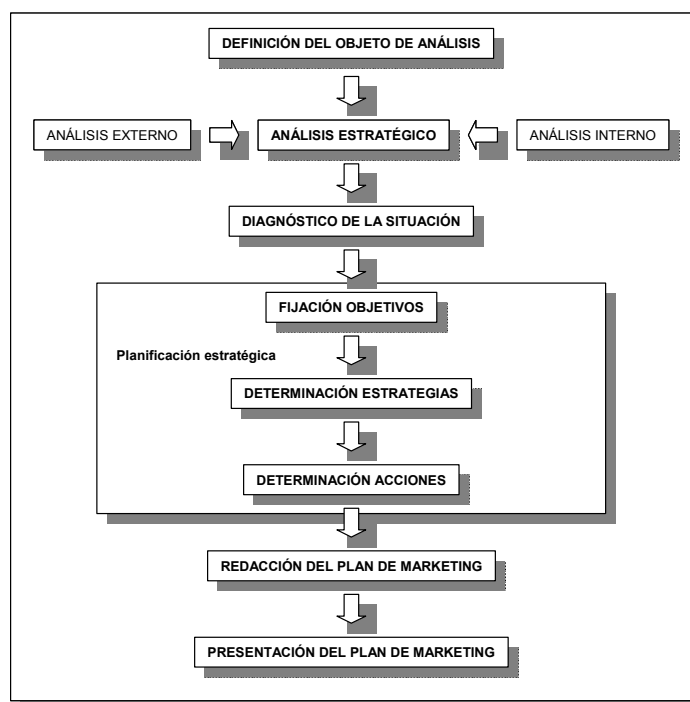 DEFINICIÓN DEL OBJETO DE ANÁLISIS
ANÁLISIS EXTERNO
ANÁLISIS ESTRATÉGICO
ANÁLISIS INTERNO
DIAGNÓSTICO DE LA SITUACIÓN
FIJACIÓN OBJETIVOS
Planificación estratégica
DETERMINACIÓN ESTRATEGIAS
DETERMINACIÓN ACCIONES
REDACCIÓN DEL PLAN DE MARKETING
PRESENTACIÓN DEL PLAN DE MARKETING